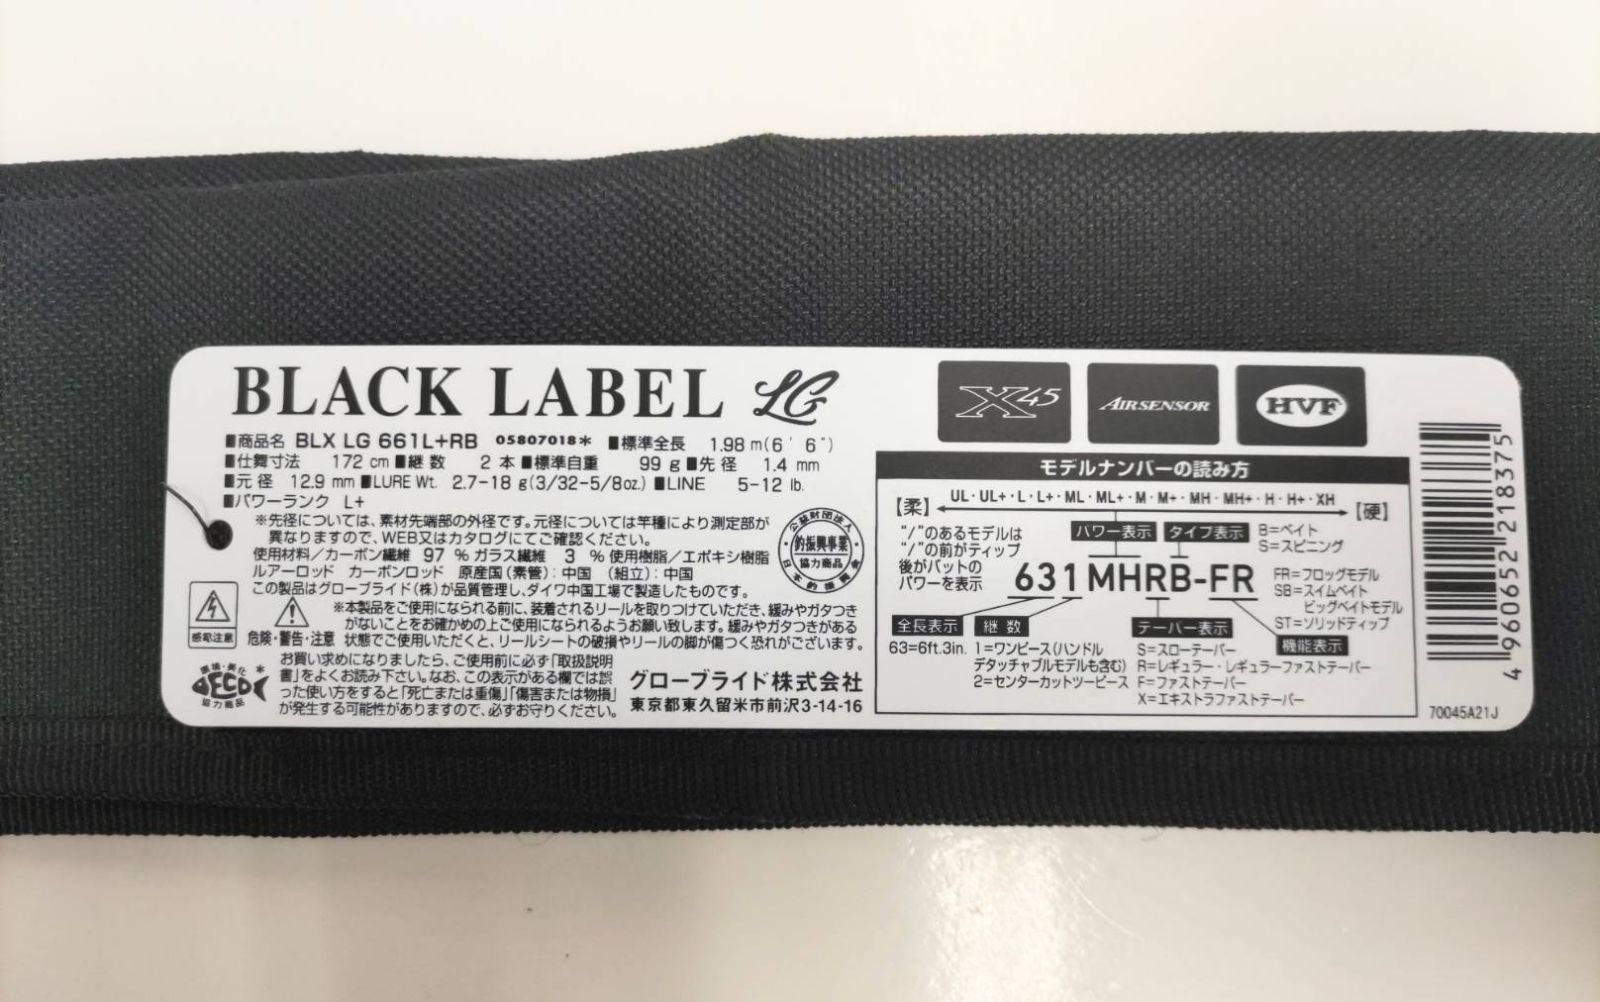 BLACK LABEL LG
■商品名 BLX LG 661L+RB 05807018* ■標準全長 1.98 m(6' 6")
■仕舞寸法 172 cm ■継数 2 本 ■標準自重 99 g ■先径 1.4 mm
■元径 12.9 mm ■LURE Wt. 2.7-18 g(3/32-5/8oz.) ■LINE 5-12 lb.
■パワーランク L+
※先径については、素材先端部の外径です。元径については竿種により測定部が
異なりますので、WEB又はカタログにてご確認ください。
使用材料/カーボン繊維 97 % ガラス繊維 3 % 使用樹脂/エポキシ樹脂
ルアーロッド カーボンロッド 原産国(素管):中国 (組立):中国
この製品はグローブライド(株)が品質管理し、ダイワ中国工場で製造したものです。
公益財団法人
釣振興事業
協力商品
日本釣振興会
感電注意
危険・警告・注意
※本製品をご使用になられる前に、装着されるリールを取りつけていただき、緩みやガタつき
がないことをお確かめの上ご使用になられるようお願い致します。緩みやガタつきがある
状態でご使用いただくと、リールシートの破損やリールの脚が傷つく恐れがございます。
環境・美化
ECO
協力商品
お買い求めになりましたら、ご使用前に必ず「取扱説明
書」をよくお読み下さい。なお、この表示がある欄では誤
った使い方をすると「死亡または重傷」「傷害または物損」
が発生する可能性がありますので、必ずお守りください。
グローブライド株式会社
東京都東久留米市前沢3-14-16
X45
AIRSENSOR
HVF
モデルナンバーの読み方
【柔】 UL・UL+・L・L+・ML・ML+・M・M+・MH・MH+・H・H+・XH 【硬】
"/"のあるモデルは
"/"の前がティップ
後がバットの
パワーを表示
パワー表示 タイプ表示
B=ベイト
S=スピニング
631MHRB-FR
FR=フロッグモデル
SB=スイムベイト
ビッグベイトモデル
ST=ソリッドティップ
全長表示 継数 テーパー表示 機能表示
63=6ft.3in.
1=ワンピース(ハンドル
デタッチャブルモデルも含む)
2=センターカットツーピース
S=スローテーパー
R=レギュラー・レギュラーファストテーパー
F=ファストテーパー
X=エキストラファストテーパー
4 960652 218375
70045A21J